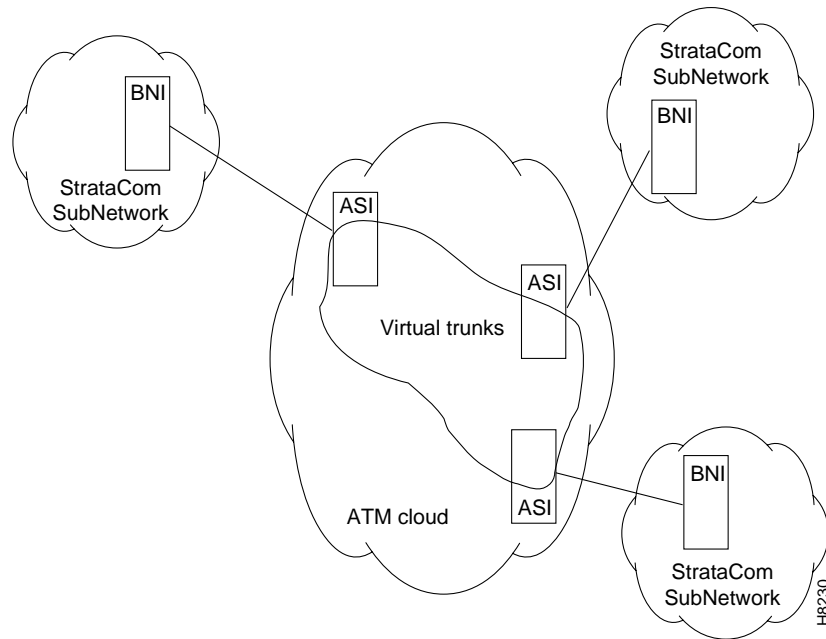 BNI
StrataCom
SubNetwork
StrataCom
SubNetwork
BNI
ASI
ASI
Virtual trunks
ASI
ATM cloud
BNI
StrataCom
SubNetwork
H8230